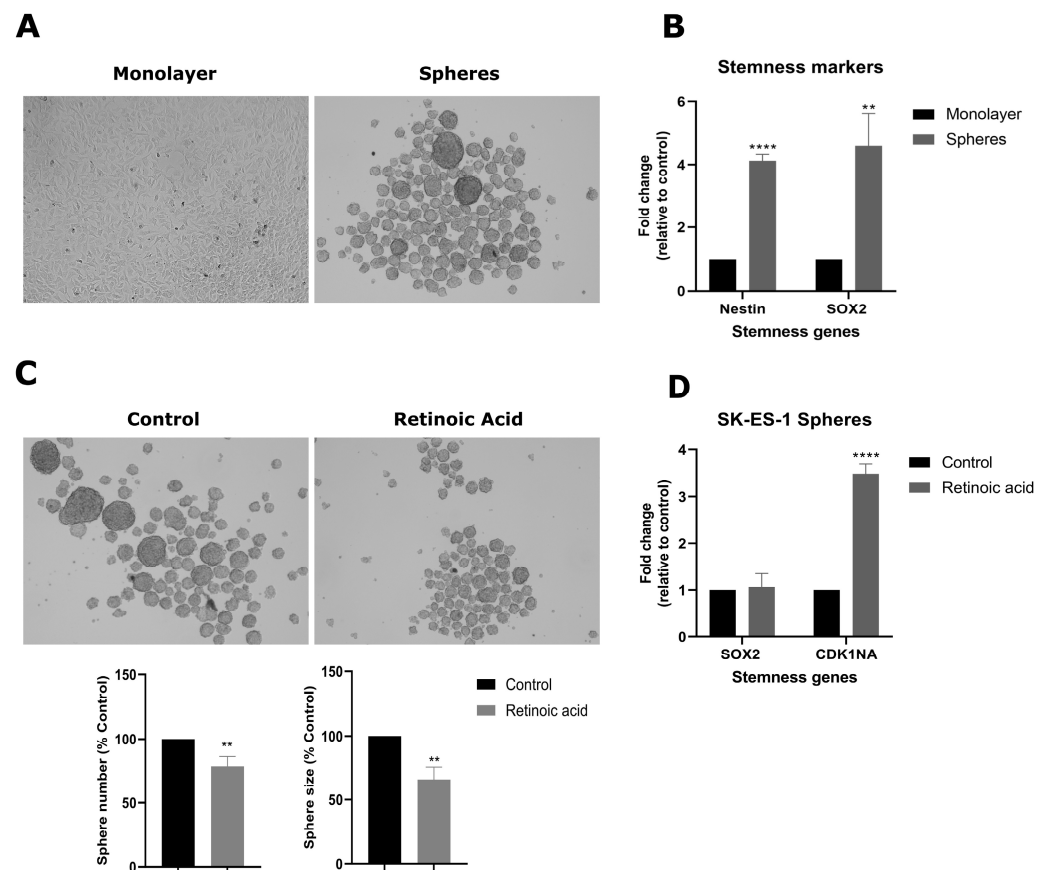 A
Monolayer
Spheres
B
Stemness markers
Fold change
(relative to control)
6
4
2
0
****
**
Nestin
SOX2
Stemness genes
Monolayer
Spheres
C
Control
Retinoic Acid
Sphere number (% Control)
150
100
50
0
**
Sphere size (% Control)
150
100
50
0
**
Control
Retinoic acid
D
SK-ES-1 Spheres
Fold change
(relative to control)
4
3
2
1
0
****
SOX2
CDK1NA
Stemness genes
Control
Retinoic acid